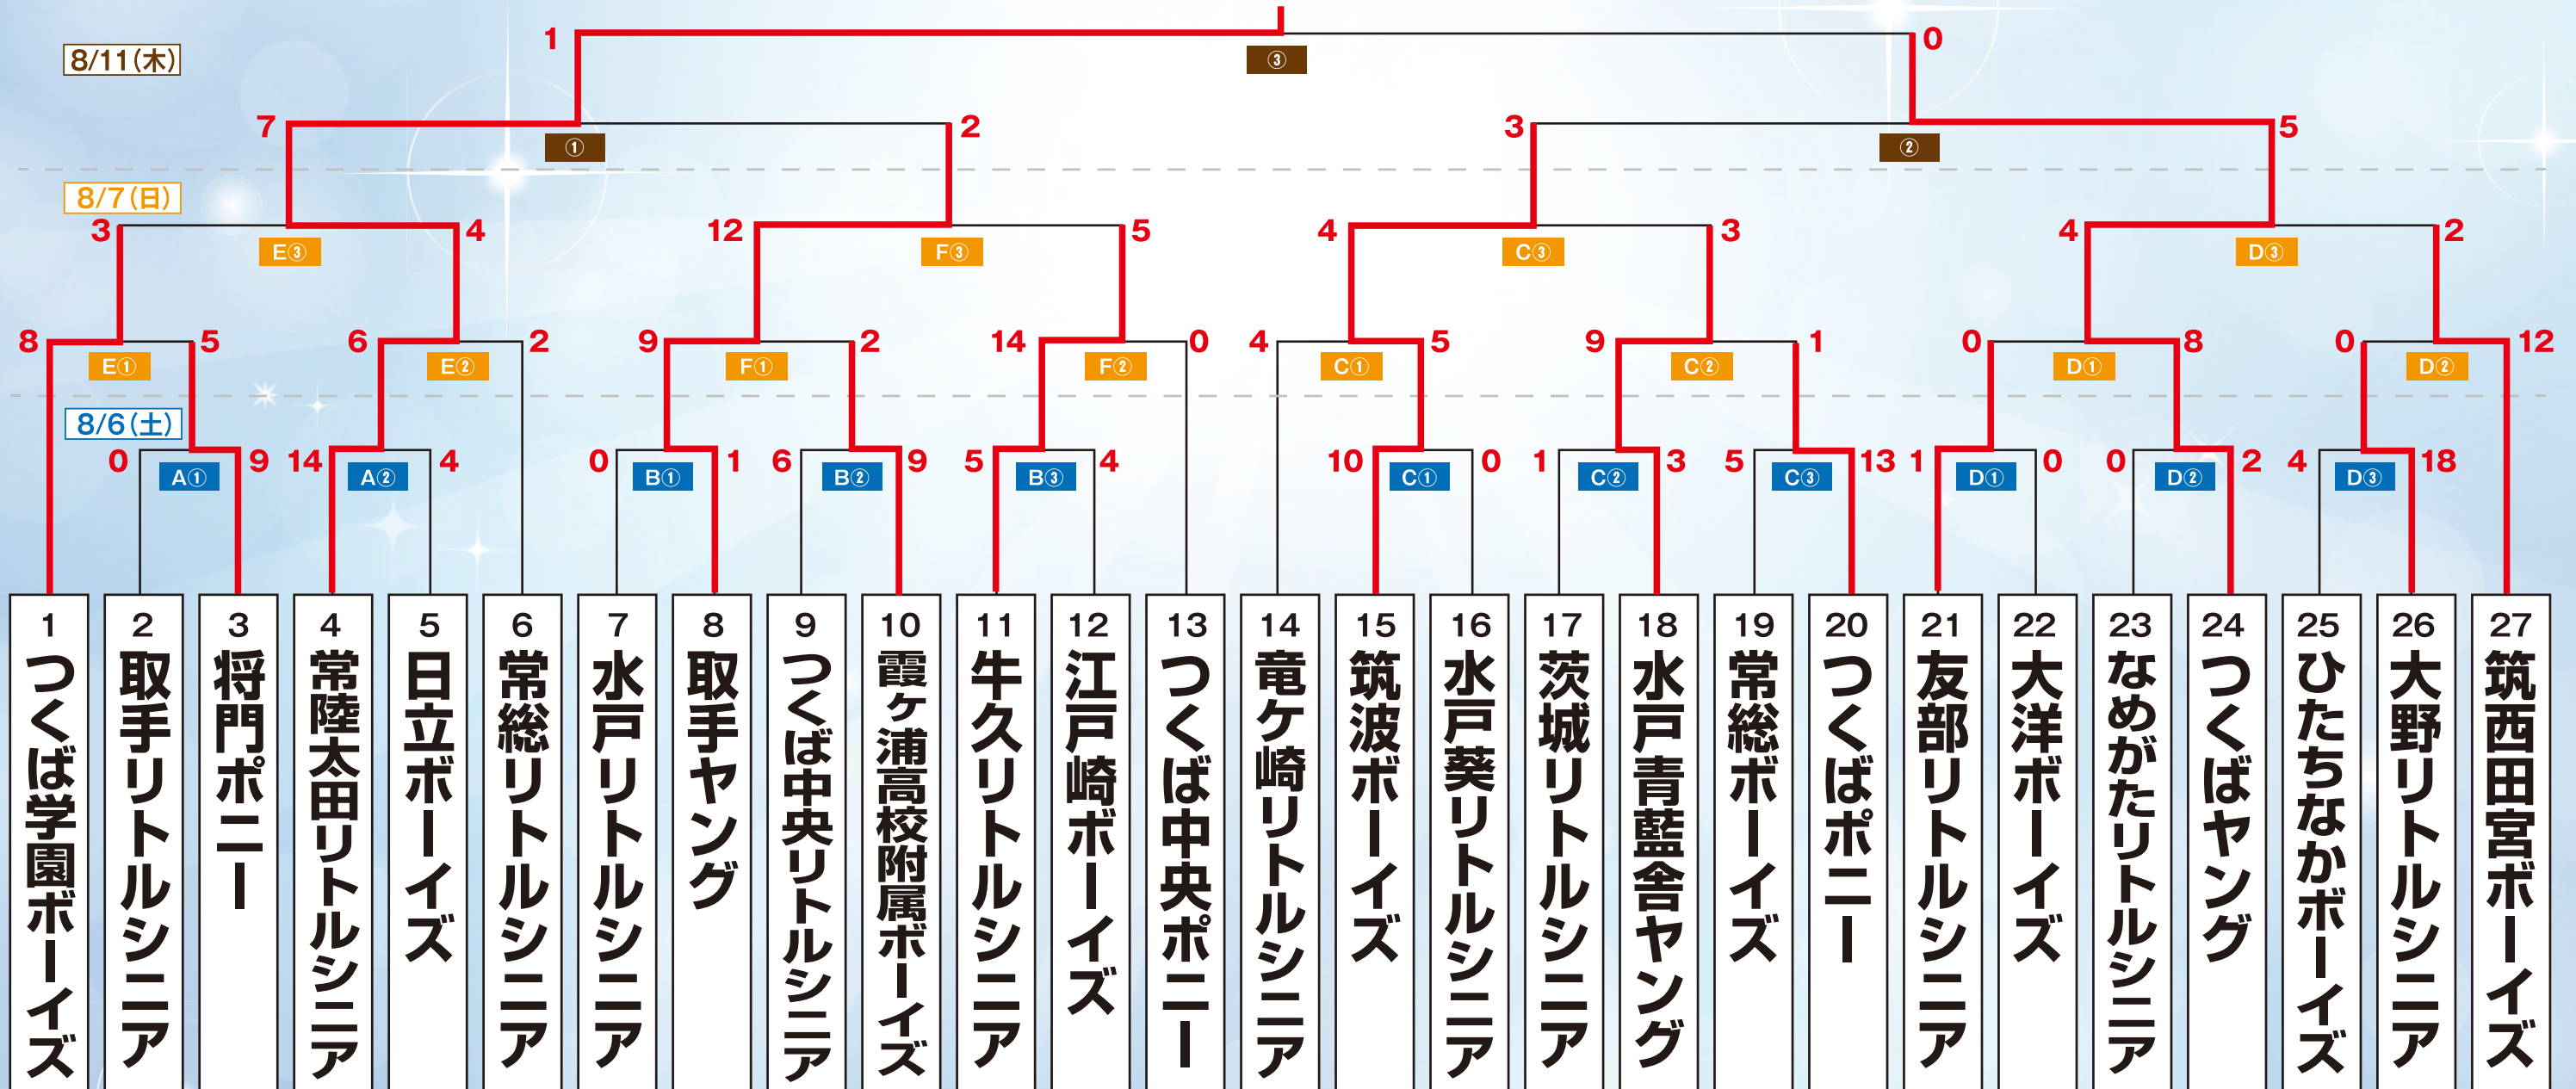 1 0
8/11(木)
③
7 2 3 5
① ②
8/7(日)
3 4 12 5 4 3 4 2
E③ F③ C③ D③
8 5 6 2 9 2 14 0 4 5 9 1 0 8 0 12
E① E② F① F② C① C② D① D②
8/6(土)
0 9 14 4 0 1 6 9 5 4 10 0 1 3 5 13 1 0 0 2 4 18
A① A② B① B② B③ C① C② C③ D① D② D③
1 つくば学園ボーイズ
2 取手リトルシニア
3 将門ポニー
4 常陸太田リトルシニア
5 日立ボーイズ
6 常総リトルシニア
7 水戸リトルシニア
8 取手ヤング
9 つくば中央リトルシニア
10 霞ヶ浦高校附属ボーイズ
11 牛久リトルシニア
12 江戸崎ボーイズ
13 つくば中央ポニー
14 竜ケ崎リトルシニア
15 筑波ボーイズ
16 水戸葵リトルシニア
17 茨城リトルシニア
18 水戸青藍舎ヤング
19 常総ボーイズ
20 つくばポニー
21 友部リトルシニア
22 大洋ボーイズ
23 なめがたリトルシニア
24 つくばヤング
25 ひたちなかボーイズ
26 大野リトルシニア
27 筑西田宮ボーイズ